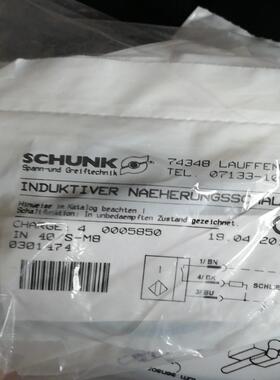 SCHUNK
Spann-und Greiftechnik
74348 LAUFFEN
TEL. 07133-10
INDUKTIVER NAEHERUNGSSCHAL
Hinweise im Katalog beachten !
Schaltfunktion: In unbedaempften Zustand gezeichnet.
CHARGE: 4 0005850
19.04.20
IN 40/S-M8
0301474
1/BN
4/BK
3/BU